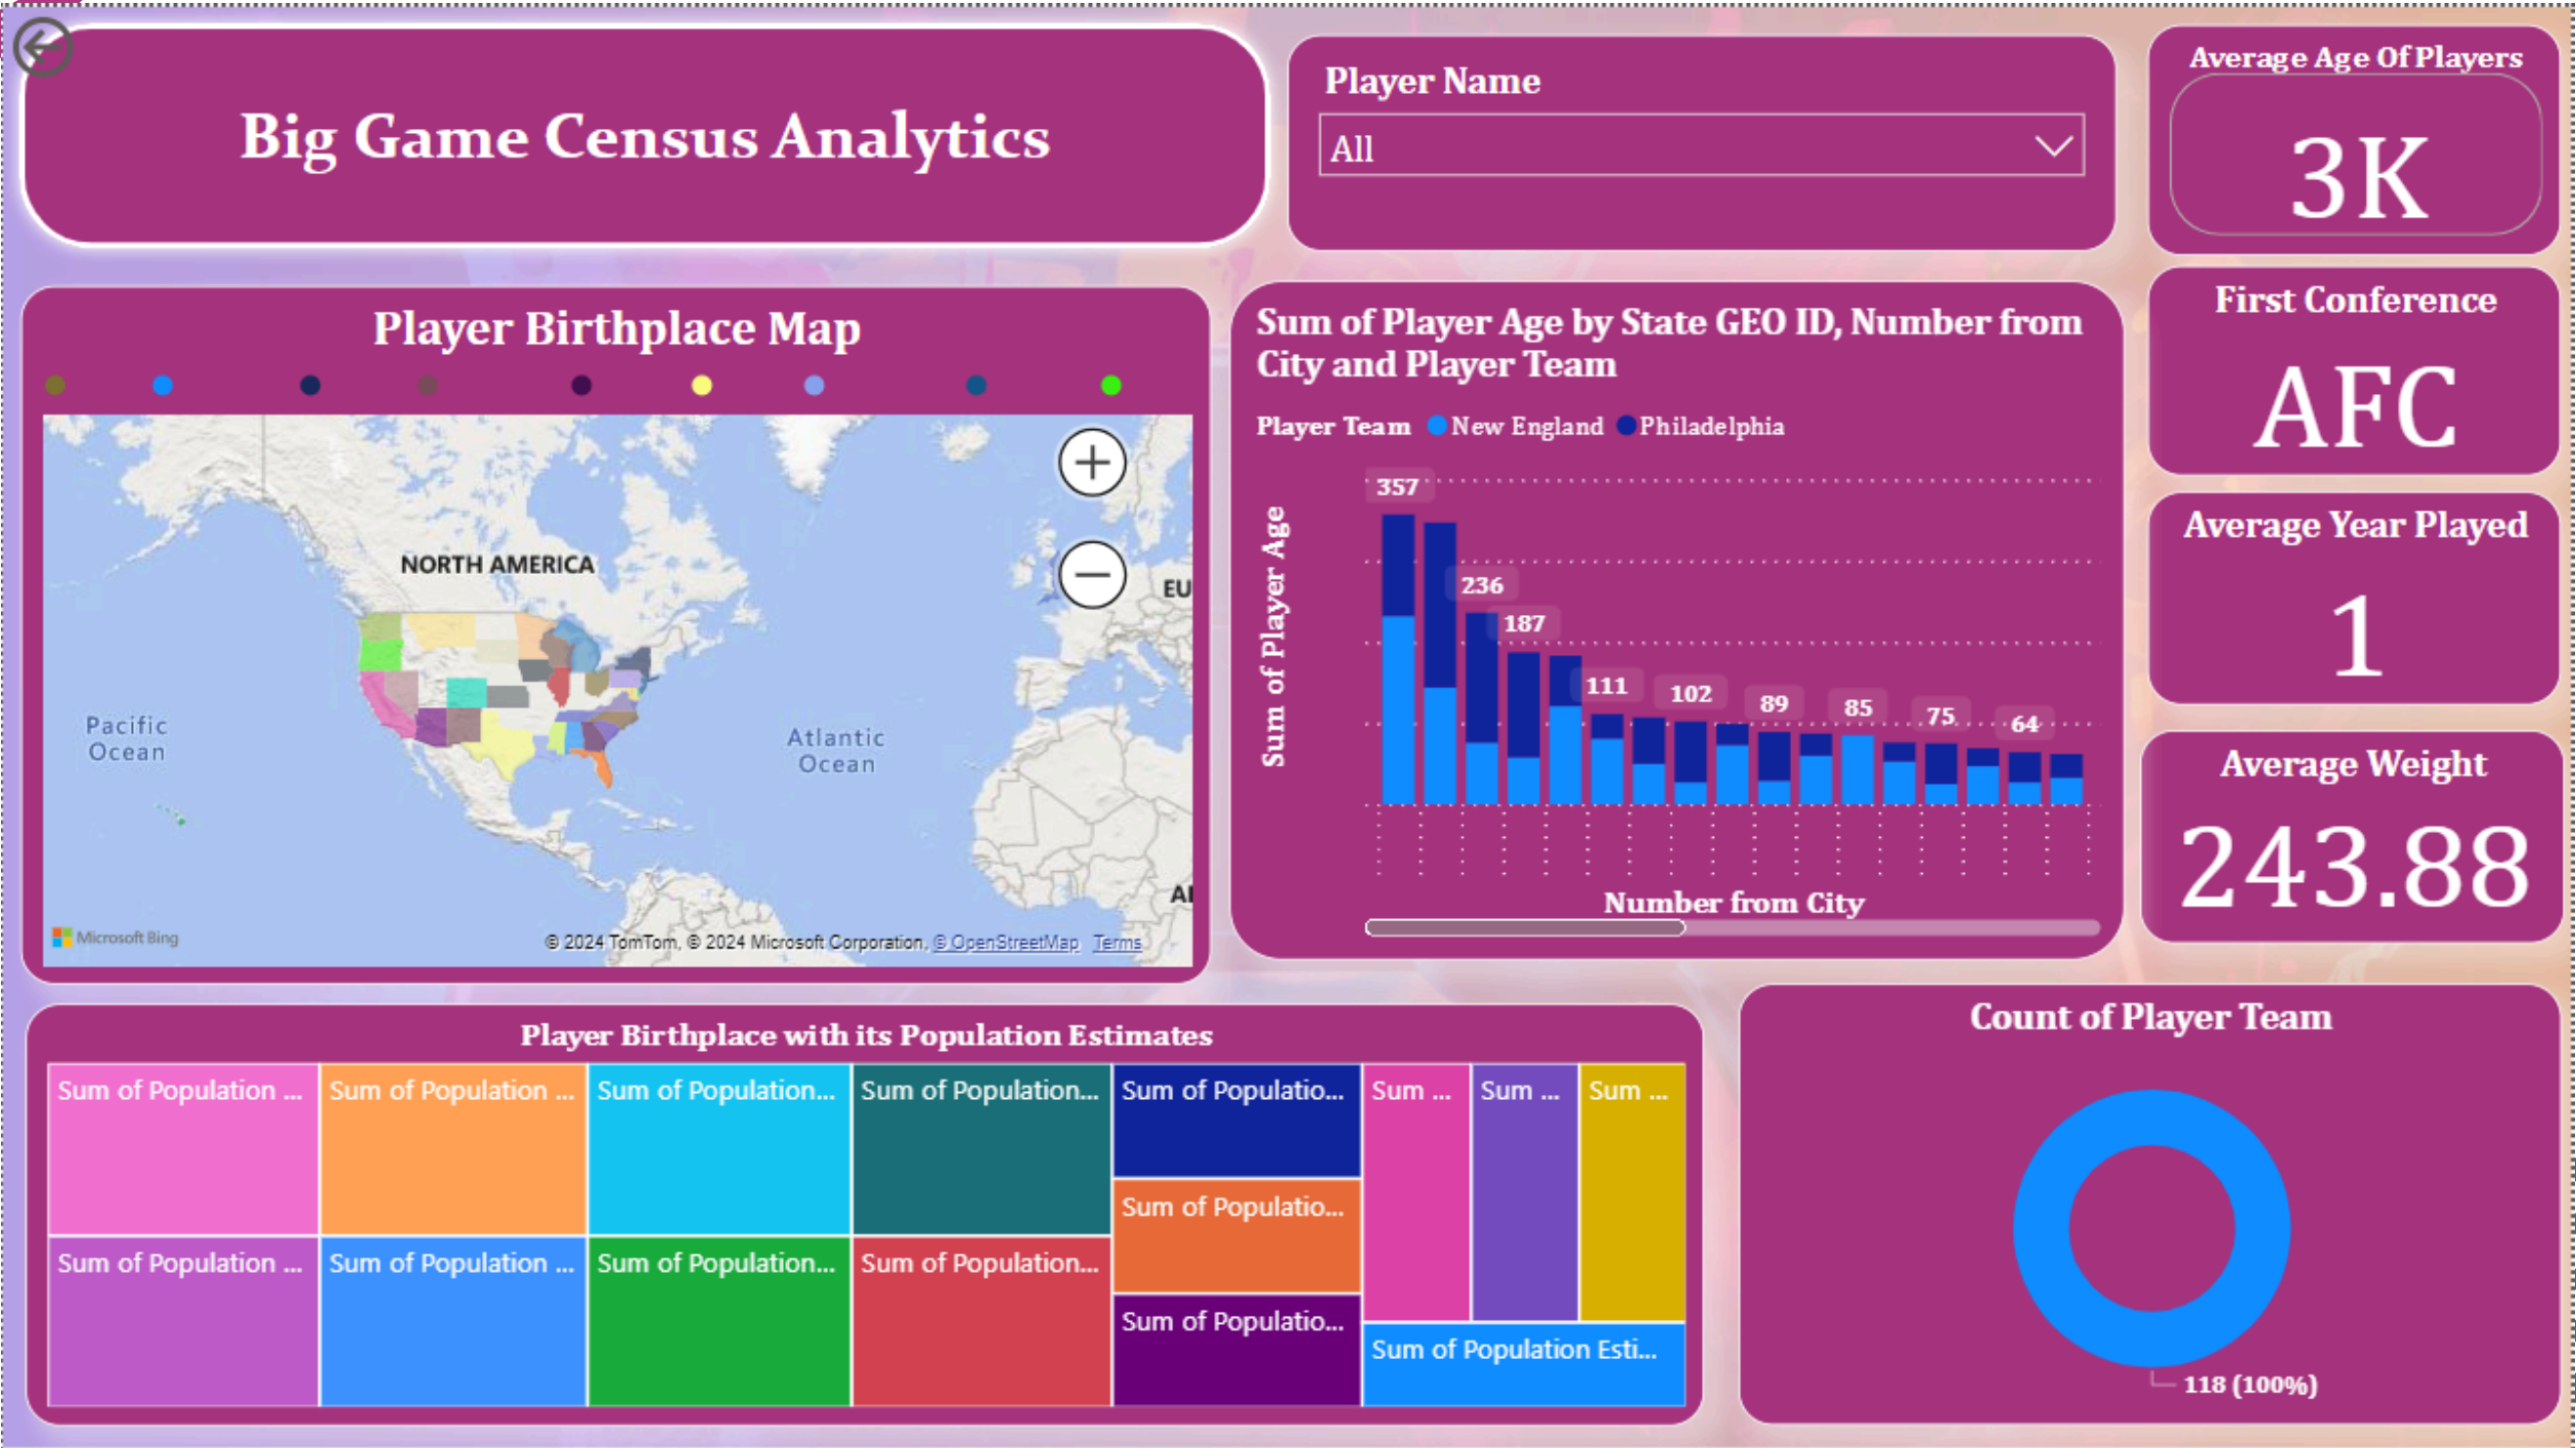 Big Game Census Analytics
Player Name
All
Average Age Of Players
3K
First Conference
AFC
Average Year Played
1
Average Weight
243.88
Player Birthplace Map
NORTH AMERICA
EU
Pacific
Ocean
Atlantic
Ocean
AI
Microsoft Bing
© 2024 TomTom, © 2024 Microsoft Corporation, © OpenStreetMap Terms
Sum of Player Age by State GEO ID, Number from
City and Player Team
Player Team New England Philadelphia
Sum of Player Age
357
236
187
111
102
89
85
75
64
Number from City
Player Birthplace with its Population Estimates
Sum of Population ...
Sum of Population ...
Sum of Population...
Sum of Population...
Sum of Populatio...
Sum ...
Sum ...
Sum ...
Sum of Populatio...
Sum of Population ...
Sum of Population ...
Sum of Population...
Sum of Population...
Sum of Populatio...
Sum of Population Esti...
Count of Player Team
118 (100%)